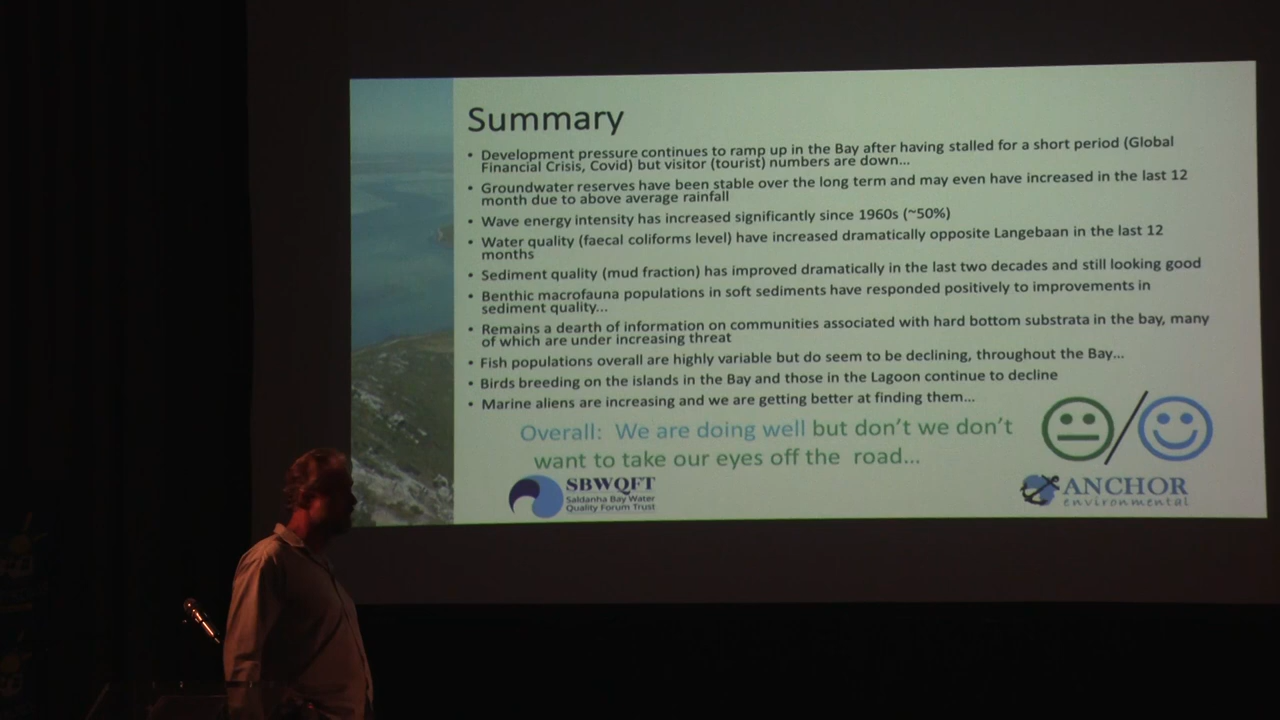 Summary
• Development pressure continues to ramp up in the Bay after having stalled for a short period (Global
Financial Crisis, Covid) but visitor (tourist) numbers are down...
• Groundwater reserves have been stable over the long term and may even have increased in the last 12
month due to above average rainfall
• Wave energy intensity has increased significantly since 1960s (~50%)
• Water quality (faecal coliforms level) have increased dramatically opposite Langebaan in the last 12
months
• Sediment quality (mud fraction) has improved dramatically in the last two decades and still looking good
• Benthic macrofauna populations in soft sediments have responded positively to improvements in
sediment quality...
• Remains a dearth of information on communities associated with hard bottom substrata in the bay, many
of which are under increasing threat
• Fish populations overall are highly variable but do seem to be declining, throughout the Bay...
• Birds breeding on the islands in the Bay and those in the Lagoon continue to decline
• Marine aliens are increasing and we are getting better at finding them...
Overall: We are doing well but don't we don't
want to take our eyes off the road...
SBWQFT
Saldanha Bay Water
Quality Forum Trust
ANCHOR
environmental